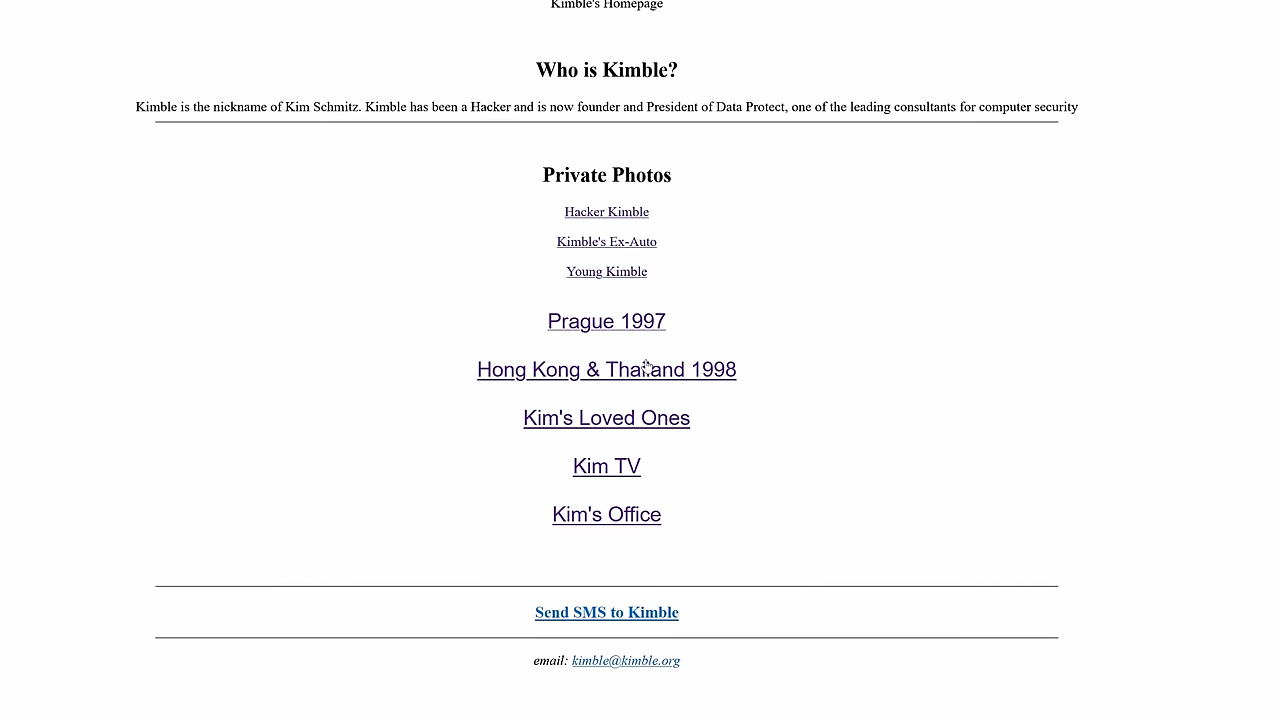 Kimble's Homepage
Who is Kimble?
Kimble is the nickname of Kim Schmitz. Kimble has been a Hacker and is now founder and President of Data Protect, one of the leading consultants for computer security
Private Photos
Hacker Kimble
Kimble's Ex-Auto
Young Kimble
Prague 1997
Hong Kong & Thailand 1998
Kim's Loved Ones
Kim TV
Kim's Office
Send SMS to Kimble
email: kimble@kimble.org